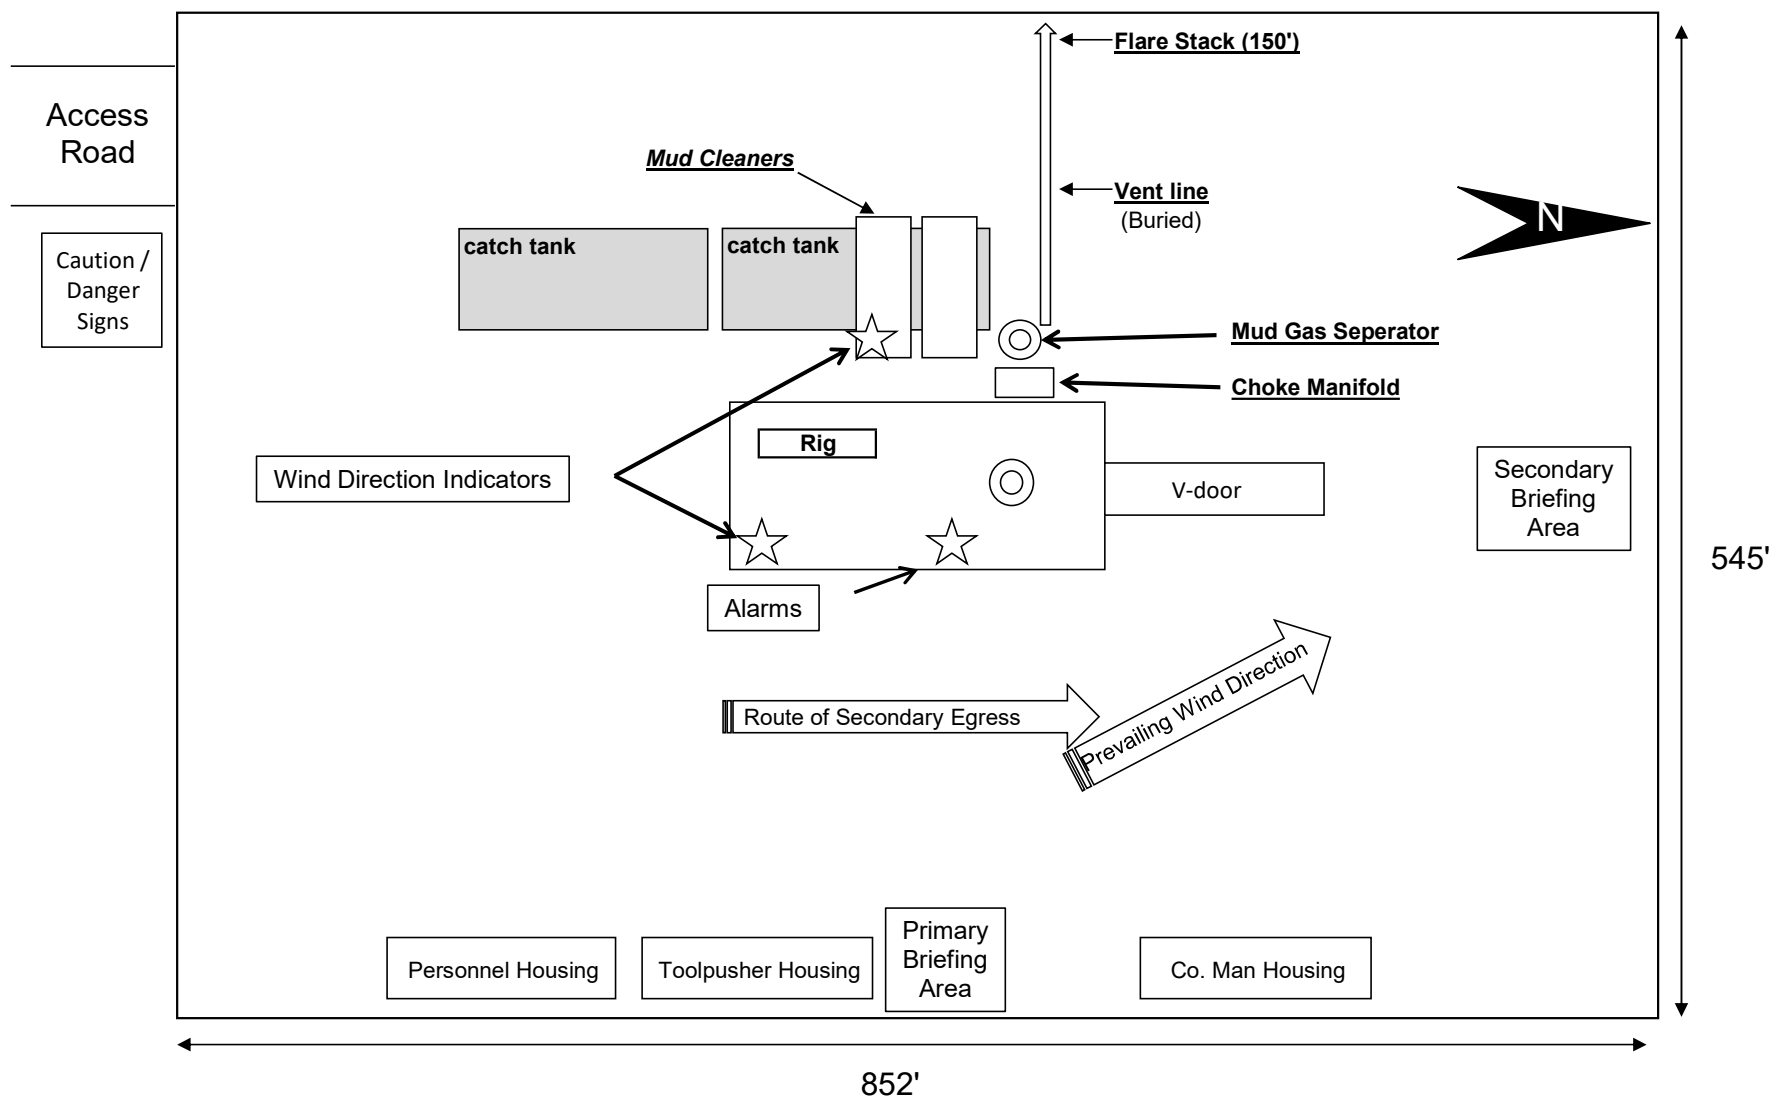 Flare Stack (150')
Access
Road
Mud Cleaners
Vent line
(Buried)
N
catch tank
catch tank
Caution /
Danger
Signs
Mud Gas Seperator
Choke Manifold
Rig
Wind Direction Indicators
V-door
Secondary
Briefing
Area
545'
Alarms
Prevailing Wind Direction
Route of Secondary Egress
Personnel Housing
Toolpusher Housing
Primary
Briefing
Area
Co. Man Housing
852'